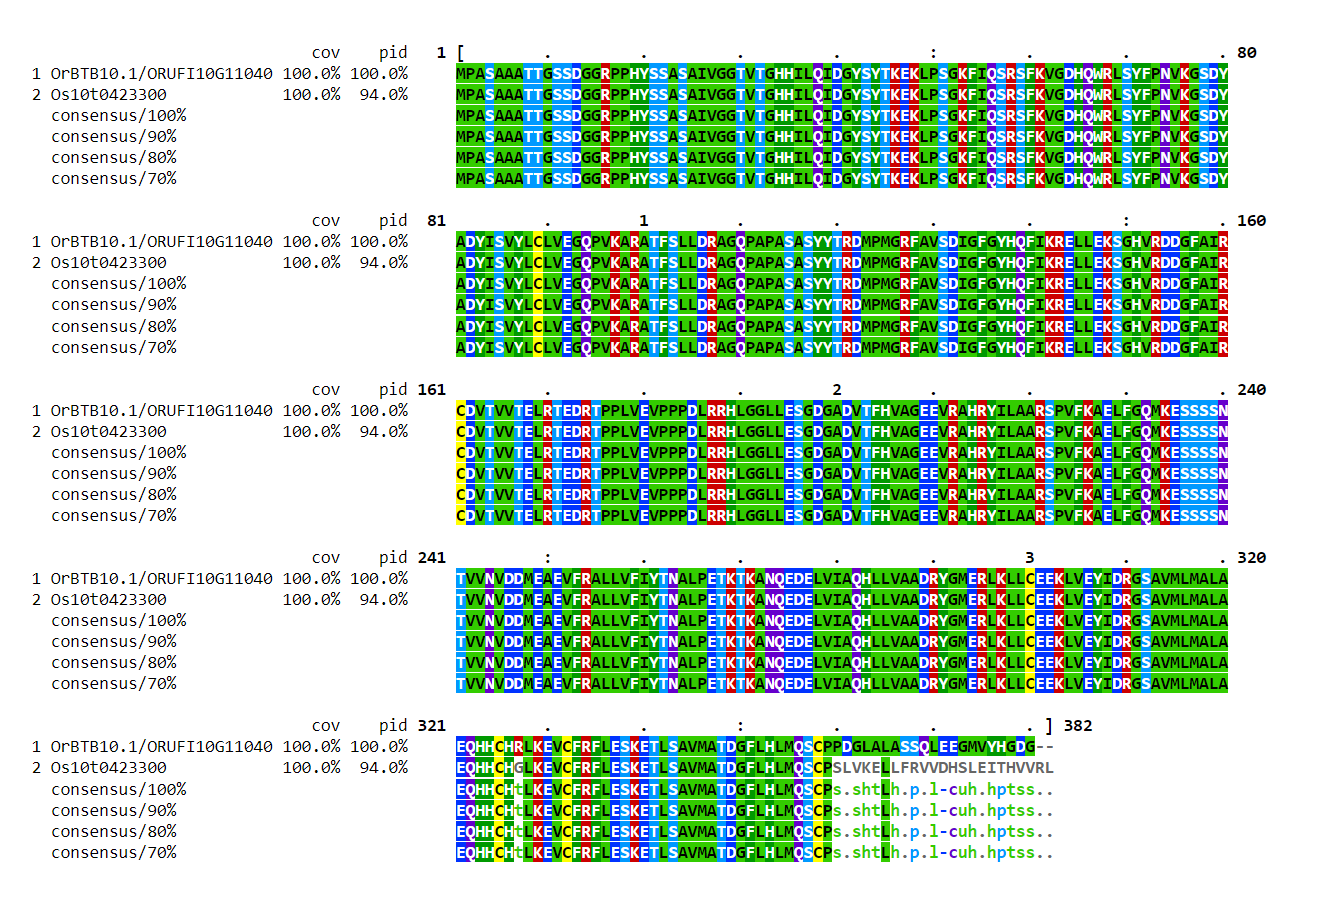 cov pid 1 [ . . . . : . . . 80
1 OrBTB10.1/ORUFI10G11040 100.0% 100.0% MPASAAATTGSSDGGRPPHYSSASAIVGGTVTGHHILQIDGYSYTKEKLPSGKFIQSRSFKVGDHQWRLSYFPNVKGSDY
2 Os10t0423300 100.0% 94.0% MPASAAATTGSSDGGRPPHYSSASAIVGGTVTGHHILQIDGYSYTKEKLPSGKFIQSRSFKVGDHQWRLSYFPNVKGSDY
consensus/100% MPASAAATTGSSDGGRPPHYSSASAIVGGTVTGHHILQIDGYSYTKEKLPSGKFIQSRSFKVGDHQWRLSYFPNVKGSDY
consensus/90% MPASAAATTGSSDGGRPPHYSSASAIVGGTVTGHHILQIDGYSYTKEKLPSGKFIQSRSFKVGDHQWRLSYFPNVKGSDY
consensus/80% MPASAAATTGSSDGGRPPHYSSASAIVGGTVTGHHILQIDGYSYTKEKLPSGKFIQSRSFKVGDHQWRLSYFPNVKGSDY
consensus/70% MPASAAATTGSSDGGRPPHYSSASAIVGGTVTGHHILQIDGYSYTKEKLPSGKFIQSRSFKVGDHQWRLSYFPNVKGSDY
cov pid 81 . 1 . . . . : . 160
1 OrBTB10.1/ORUFI10G11040 100.0% 100.0% ADYISVYLCLVEGQPVKARATFSLLDRAGQPAPASASYYTRDMPMGRFAVSDIGFGYHQFIKRELLEKSGHVRDDGFAIR
2 Os10t0423300 100.0% 94.0% ADYISVYLCLVEGQPVKARATFSLLDRAGQPAPASASYYTRDMPMGRFAVSDIGFGYHQFIKRELLEKSGHVRDDGFAIR
consensus/100% ADYISVYLCLVEGQPVKARATFSLLDRAGQPAPASASYYTRDMPMGRFAVSDIGFGYHQFIKRELLEKSGHVRDDGFAIR
consensus/90% ADYISVYLCLVEGQPVKARATFSLLDRAGQPAPASASYYTRDMPMGRFAVSDIGFGYHQFIKRELLEKSGHVRDDGFAIR
consensus/80% ADYISVYLCLVEGQPVKARATFSLLDRAGQPAPASASYYTRDMPMGRFAVSDIGFGYHQFIKRELLEKSGHVRDDGFAIR
consensus/70% ADYISVYLCLVEGQPVKARATFSLLDRAGQPAPASASYYTRDMPMGRFAVSDIGFGYHQFIKRELLEKSGHVRDDGFAIR
cov pid 161 . . . 2 . . . . 240
1 OrBTB10.1/ORUFI10G11040 100.0% 100.0% CDVTVVTELRTEDRTPPLVEVPPPDLRRHLGGLLESGDGADVTFHVAGEEVRAHRYILAARSPVFKAELFGQMKESSSSN
2 Os10t0423300 100.0% 94.0% CDVTVVTELRTEDRTPPLVEVPPPDLRRHLGGLLESGDGADVTFHVAGEEVRAHRYILAARSPVFKAELFGQMKESSSSN
consensus/100% CDVTVVTELRTEDRTPPLVEVPPPDLRRHLGGLLESGDGADVTFHVAGEEVRAHRYILAARSPVFKAELFGQMKESSSSN
consensus/90% CDVTVVTELRTEDRTPPLVEVPPPDLRRHLGGLLESGDGADVTFHVAGEEVRAHRYILAARSPVFKAELFGQMKESSSSN
consensus/80% CDVTVVTELRTEDRTPPLVEVPPPDLRRHLGGLLESGDGADVTFHVAGEEVRAHRYILAARSPVFKAELFGQMKESSSSN
consensus/70% CDVTVVTELRTEDRTPPLVEVPPPDLRRHLGGLLESGDGADVTFHVAGEEVRAHRYILAARSPVFKAELFGQMKESSSSN
cov pid 241 : . . . . 3 . . 320
1 OrBTB10.1/ORUFI10G11040 100.0% 100.0% TVVNVDDMEAEVFRALLVFIYTNALPETKTKANQEDELVIAQHLLVAADRYGMERLKLLCEEKLVEYIDRGSAVMLMALA
2 Os10t0423300 100.0% 94.0% TVVNVDDMEAEVFRALLVFIYTNALPETKTKANQEDELVIAQHLLVAADRYGMERLKLLCEEKLVEYIDRGSAVMLMALA
consensus/100% TVVNVDDMEAEVFRALLVFIYTNALPETKTKANQEDELVIAQHLLVAADRYGMERLKLLCEEKLVEYIDRGSAVMLMALA
consensus/90% TVVNVDDMEAEVFRALLVFIYTNALPETKTKANQEDELVIAQHLLVAADRYGMERLKLLCEEKLVEYIDRGSAVMLMALA
consensus/80% TVVNVDDMEAEVFRALLVFIYTNALPETKTKANQEDELVIAQHLLVAADRYGMERLKLLCEEKLVEYIDRGSAVMLMALA
consensus/70% TVVNVDDMEAEVFRALLVFIYTNALPETKTKANQEDELVIAQHLLVAADRYGMERLKLLCEEKLVEYIDRGSAVMLMALA
cov pid 321 . . : . . . ] 382
1 OrBTB10.1/ORUFI10G11040 100.0% 100.0% EQHHCHRLKEVCFRFLESKETLSAVMATDGFLHLMQSCPPDGLALASSQLEEGMVYHGDG--
2 Os10t0423300 100.0% 94.0% EQHHCHGLKEVCFRFLESKETLSAVMATDGFLHLMQSCPSLVKELLFRVVDHSLEITHVVRL
consensus/100% EQHHCHtLKEVCFRFLESKETLSAVMATDGFLHLMQSCPs.shtLh.p.l-cuh.hptss..
consensus/90% EQHHCHtLKEVCFRFLESKETLSAVMATDGFLHLMQSCPs.shtLh.p.l-cuh.hptss..
consensus/80% EQHHCHtLKEVCFRFLESKETLSAVMATDGFLHLMQSCPs.shtLh.p.l-cuh.hptss..
consensus/70% EQHHCHtLKEVCFRFLESKETLSAVMATDGFLHLMQSCPs.shtLh.p.l-cuh.hptss..